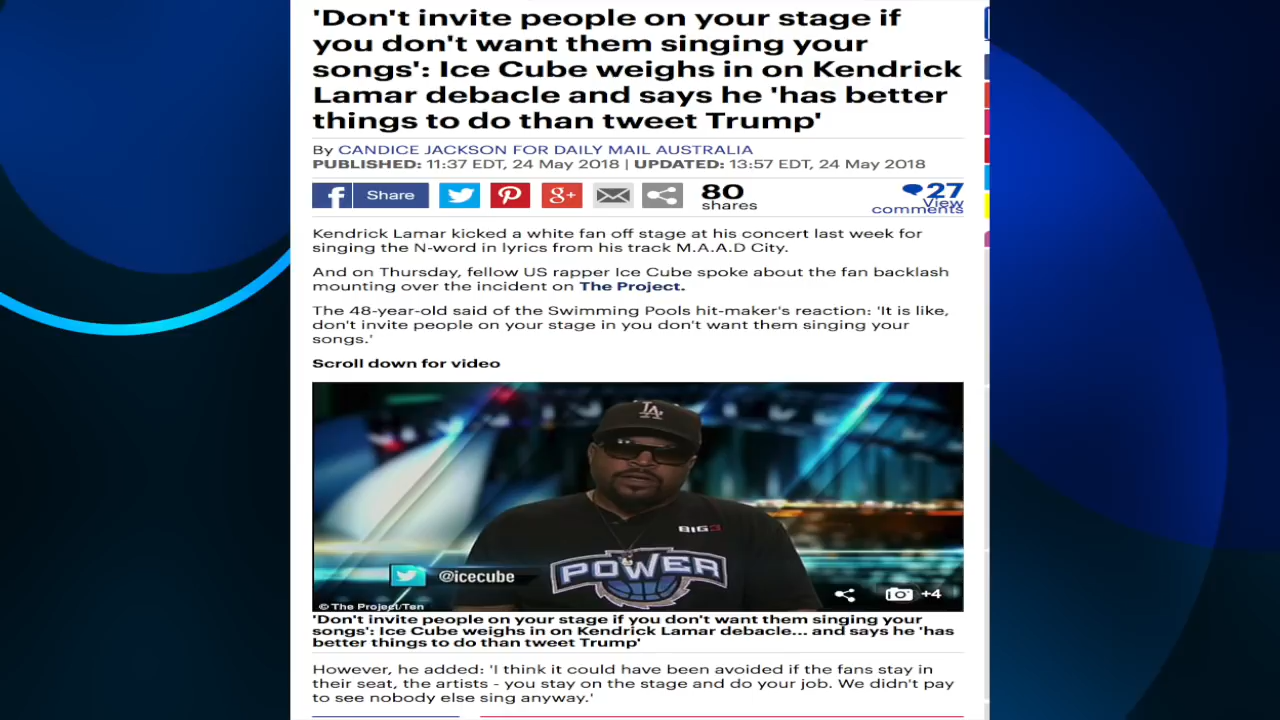 'Don't invite people on your stage if
you don't want them singing your
songs': Ice Cube weighs in on Kendrick
Lamar debacle and says he 'has better
things to do than tweet Trump'
By CANDICE JACKSON FOR DAILY MAIL AUSTRALIA
PUBLISHED: 11:37 EDT, 24 May 2018 | UPDATED: 13:57 EDT, 24 May 2018
f Share g+ 80 27
shares View
comments
Kendrick Lamar kicked a white fan off stage at his concert last week for
singing the N-word in lyrics from his track M.A.A.D City.
And on Thursday, fellow US rapper Ice Cube spoke about the fan backlash
mounting over the incident on The Project.
The 48-year-old said of the Swimming Pools hit-maker's reaction: 'It is like,
don't invite people on your stage in you don't want them singing your
songs.'
Scroll down for video
LA
BIG3
POWER
@icecube
+4
© The Project/Ten
'Don't invite people on your stage if you don't want them singing your
songs': Ice Cube weighs in on Kendrick Lamar debacle... and says he 'has
better things to do than tweet Trump'
However, he added: 'I think it could have been avoided if the fans stay in
their seat, the artists - you stay on the stage and do your job. We didn't pay
to see nobody else sing anyway.'